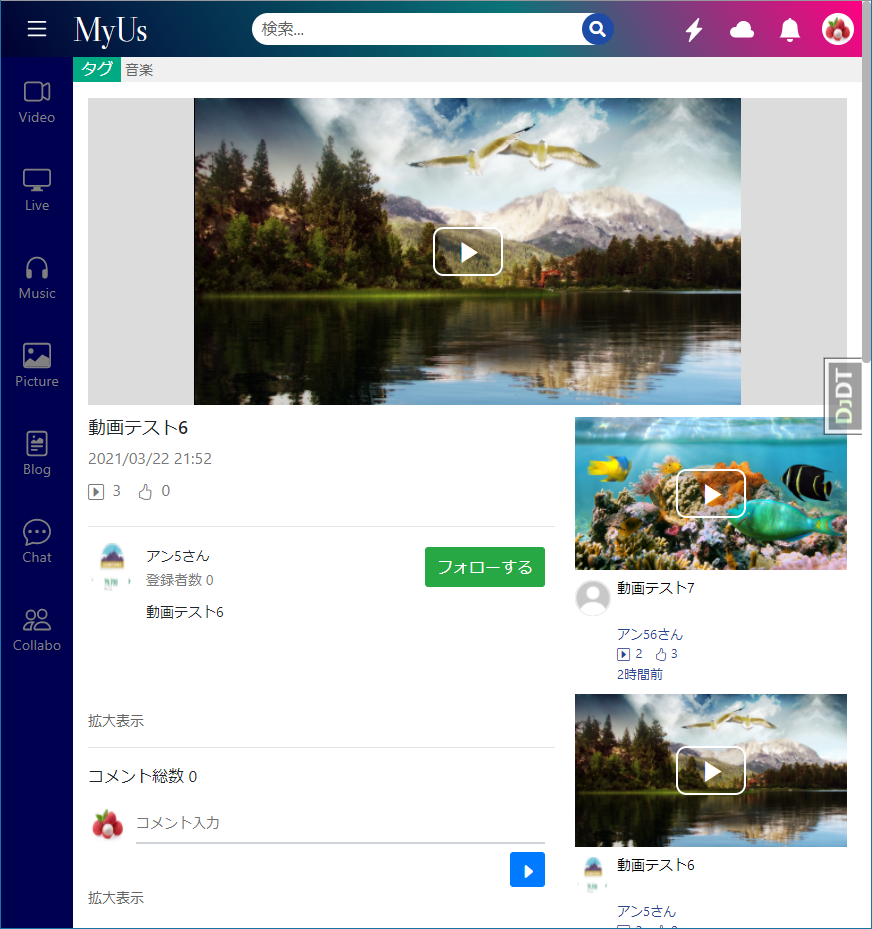 MyUs
検索...
タグ 音楽
Video
Live
Music
Picture
Blog
Chat
Collabo
DjDT
動画テスト6
2021/03/22 21:52
3 0
アン5さん
登録者数 0
フォローする
動画テスト6
拡大表示
コメント総数 0
コメント入力
拡大表示
動画テスト7
アン56さん
2 3
2時間前
動画テスト6
アン5さん